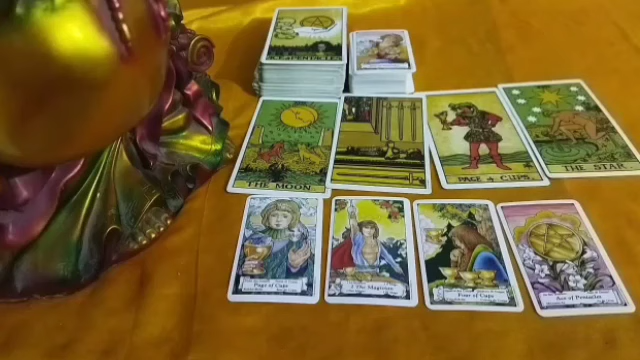 THE MOON
PAGE of CUPS
THE STAR
Page of Cups
I The Magician
Four of Cups
Ace of Pentacles